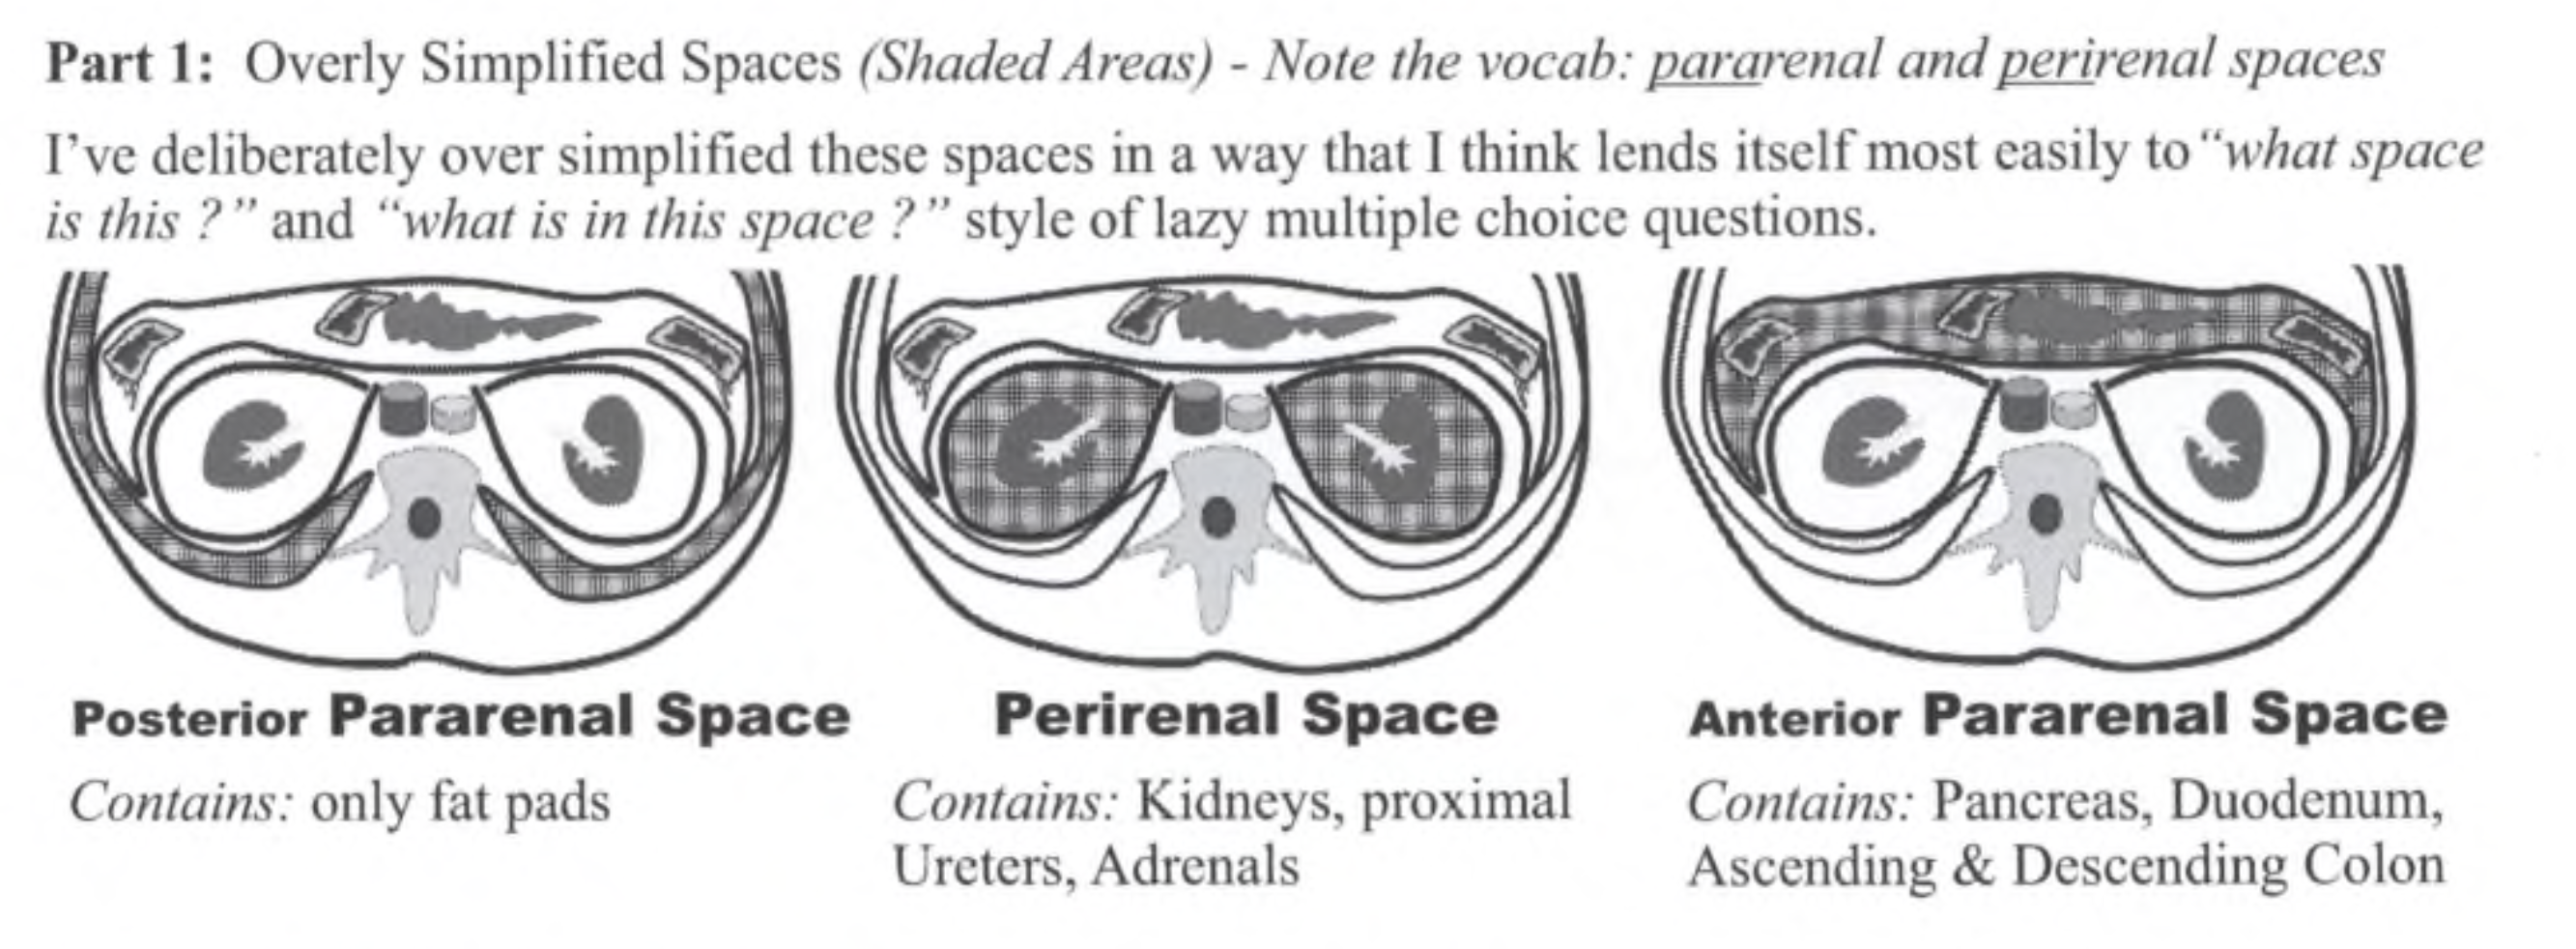 Part 1: Overly Simplified Spaces (Shaded Areas) - Note the vocab: pararenal and perirenal spaces
I've deliberately over simplified these spaces in a way that I think lends itself most easily to "what space
is this ?" and "what is in this space ?" style of lazy multiple choice questions.
Posterior Pararenal Space
Contains: only fat pads
Perirenal Space
Contains: Kidneys, proximal
Ureters, Adrenals
Anterior Pararenal Space
Contains: Pancreas, Duodenum,
Ascending & Descending Colon